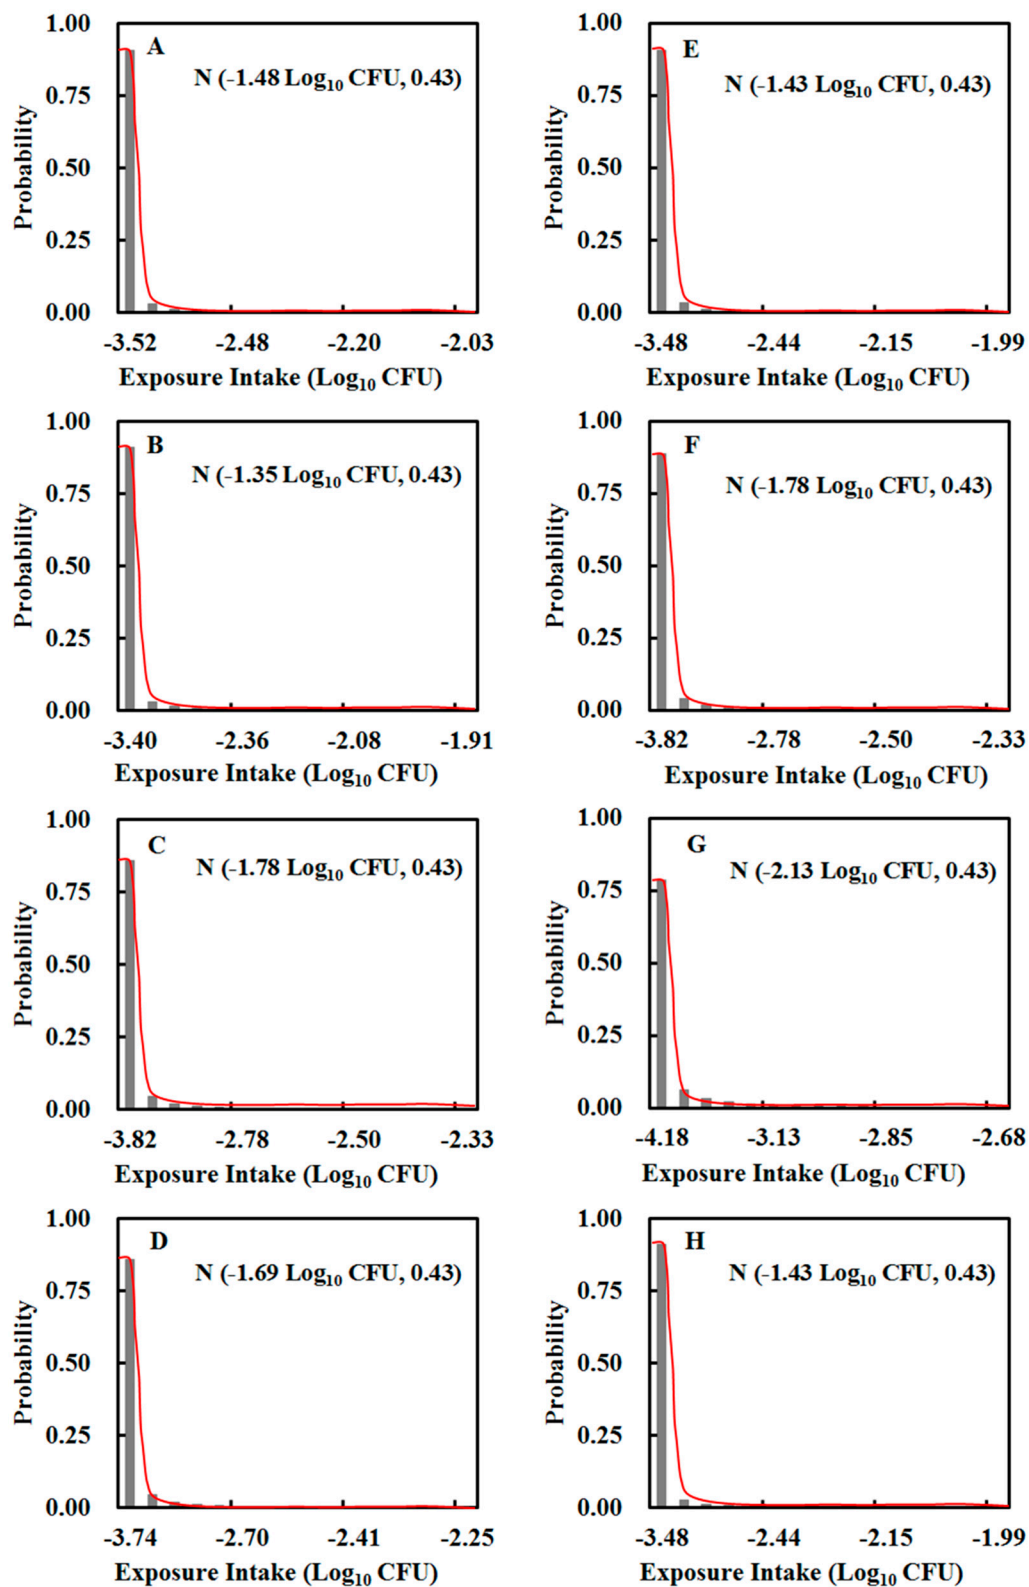 1.00
A
N (-1.48 Log10 CFU, 0.43)
0.75
0.50
0.25
0.00
Probability
-3.52 -2.48 -2.20 -2.03
Exposure Intake (Log10 CFU)
1.00
E
N (-1.43 Log10 CFU, 0.43)
0.75
0.50
0.25
0.00
Probability
-3.48 -2.44 -2.15 -1.99
Exposure Intake (Log10 CFU)
1.00
B
N (-1.35 Log10 CFU, 0.43)
0.75
0.50
0.25
0.00
Probability
-3.40 -2.36 -2.08 -1.91
Exposure Intake (Log10 CFU)
1.00
F
N (-1.78 Log10 CFU, 0.43)
0.75
0.50
0.25
0.00
Probability
-3.82 -2.78 -2.50 -2.33
Exposure Intake (Log10 CFU)
1.00
C
N (-1.78 Log10 CFU, 0.43)
0.75
0.50
0.25
0.00
Probability
-3.82 -2.78 -2.50 -2.33
Exposure Intake (Log10 CFU)
1.00
G
N (-2.13 Log10 CFU, 0.43)
0.75
0.50
0.25
0.00
Probability
-4.18 -3.13 -2.85 -2.68
Exposure Intake (Log10 CFU)
1.00
D
N (-1.69 Log10 CFU, 0.43)
0.75
0.50
0.25
0.00
Probability
-3.74 -2.70 -2.41 -2.25
Exposure Intake (Log10 CFU)
1.00
H
N (-1.43 Log10 CFU, 0.43)
0.75
0.50
0.25
0.00
Probability
-3.48 -2.44 -2.15 -1.99
Exposure Intake (Log10 CFU)